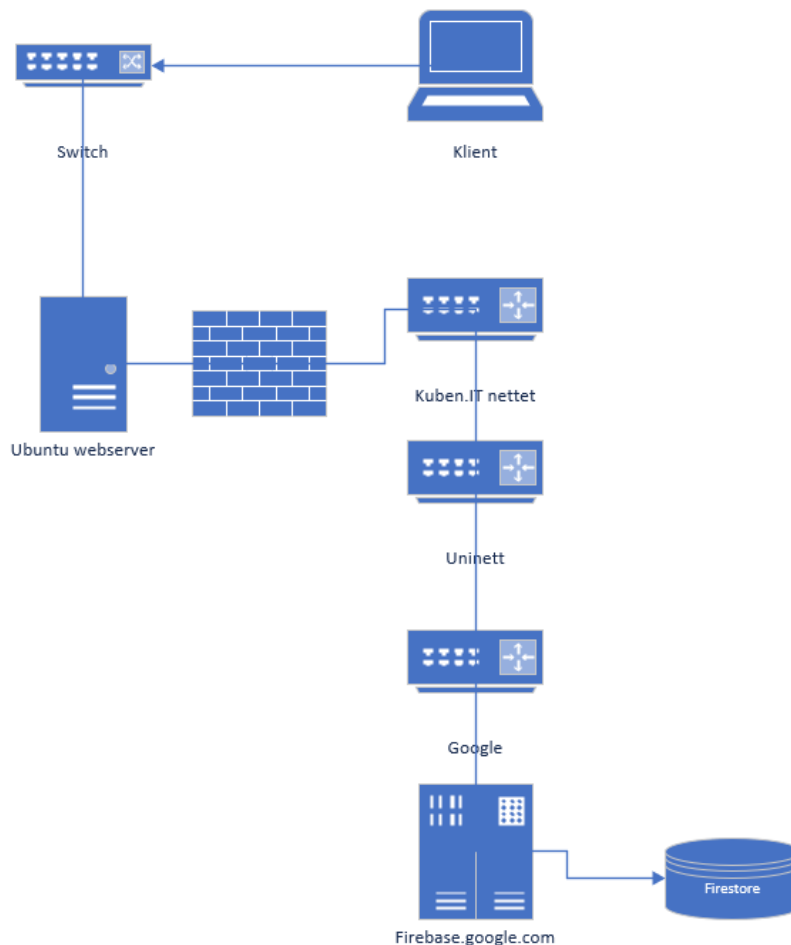 Switch
Klient
Kuben.IT nettet
Ubuntu webserver
Uninett
Google
Firestore
Firebase.google.com